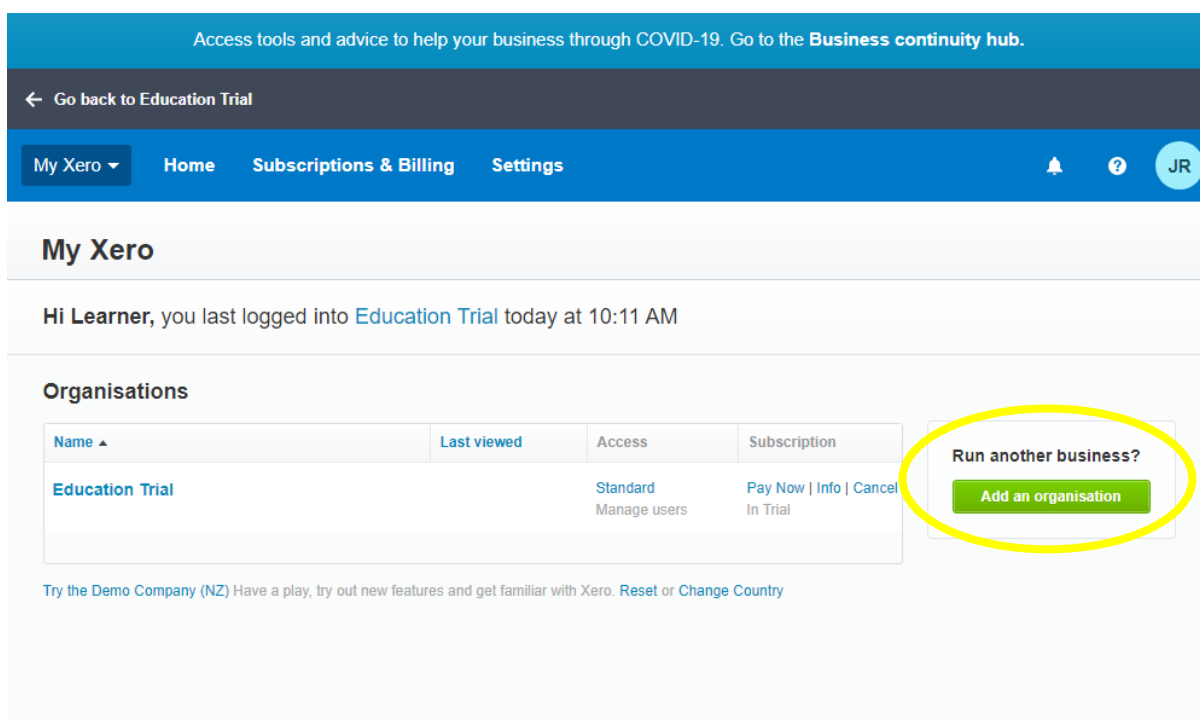 Access tools and advice to help your business through COVID-19. Go to the Business continuity hub.
Go back to Education Trial
My Xero Home Subscriptions & Billing Settings JR
My Xero
Hi Learner, you last logged into Education Trial today at 10:11 AM
Organisations
Name Last viewed Access Subscription
Education Trial Standard Pay Now | Info | Cancel
Manage users In Trial
Run another business?
Add an organisation
Try the Demo Company (NZ) Have a play, try out new features and get familiar with Xero. Reset or Change Country